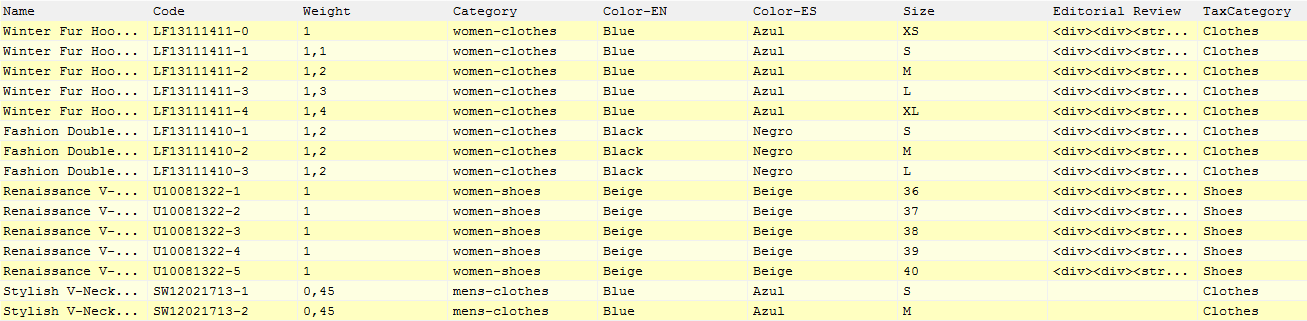 Name Code Weight Category Color-EN Color-ES Size Editorial Review TaxCategory
Winter Fur Hoo... LF13111411-0 1 women-clothes Blue Azul XS <div><div><str... Clothes
Winter Fur Hoo... LF13111411-1 1,1 women-clothes Blue Azul S <div><div><str... Clothes
Winter Fur Hoo... LF13111411-2 1,2 women-clothes Blue Azul M <div><div><str... Clothes
Winter Fur Hoo... LF13111411-3 1,3 women-clothes Blue Azul L <div><div><str... Clothes
Winter Fur Hoo... LF13111411-4 1,4 women-clothes Blue Azul XL <div><div><str... Clothes
Fashion Double... LF13111410-1 1,2 women-clothes Black Negro S <div><div><str... Clothes
Fashion Double... LF13111410-2 1,2 women-clothes Black Negro M <div><div><str... Clothes
Fashion Double... LF13111410-3 1,2 women-clothes Black Negro L <div><div><str... Clothes
Renaissance V-... U10081322-1 1 women-shoes Beige Beige 36 <div><div><str... Shoes
Renaissance V-... U10081322-2 1 women-shoes Beige Beige 37 <div><div><str... Shoes
Renaissance V-... U10081322-3 1 women-shoes Beige Beige 38 <div><div><str... Shoes
Renaissance V-... U10081322-4 1 women-shoes Beige Beige 39 <div><div><str... Shoes
Renaissance V-... U10081322-5 1 women-shoes Beige Beige 40 <div><div><str... Shoes
Stylish V-Neck... SW12021713-1 0,45 mens-clothes Blue Azul S Clothes
Stylish V-Neck... SW12021713-2 0,45 mens-clothes Blue Azul M Clothes